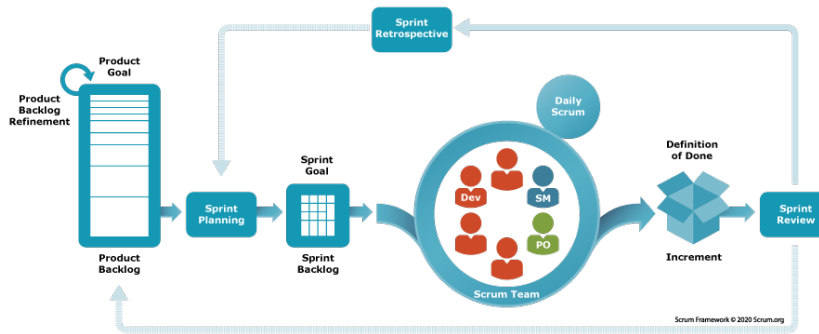 Sprint
Retrospective
Product
Goal
Product
Backlog
Refinement
Daily
Scrum
Sprint
Goal
Definition
of Done
Dev
SM
Sprint
Planning
Sprint
Review
PO
Product
Backlog
Sprint
Backlog
Increment
Scrum Team
Scrum Framework © 2020 Scrum.org